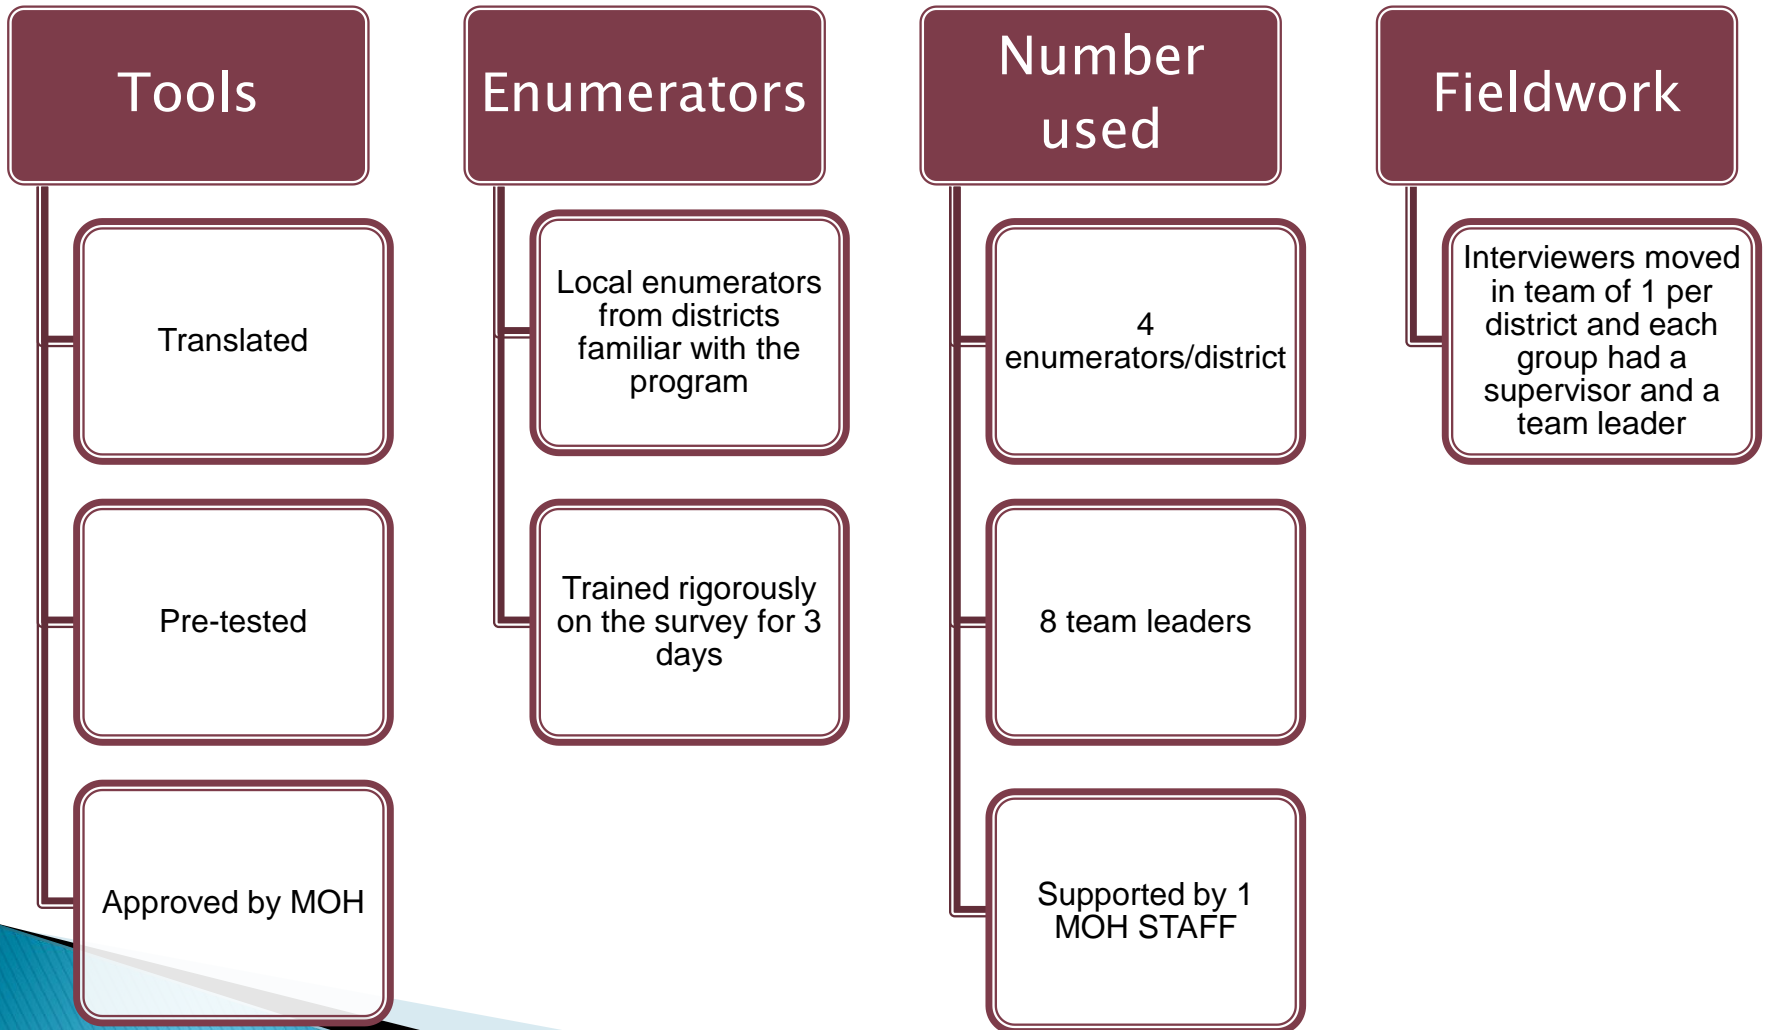 Tools
Translated
Pre-tested
Approved by MOH
Enumerators
Local enumerators
from districts
familiar with the
program
Trained rigorously
on the survey for 3
days
Number
used
4
enumerators/district
8 team leaders
Supported by 1
MOH STAFF
Fieldwork
Interviewers moved
in team of 1 per
district and each
group had a
supervisor and a
team leader